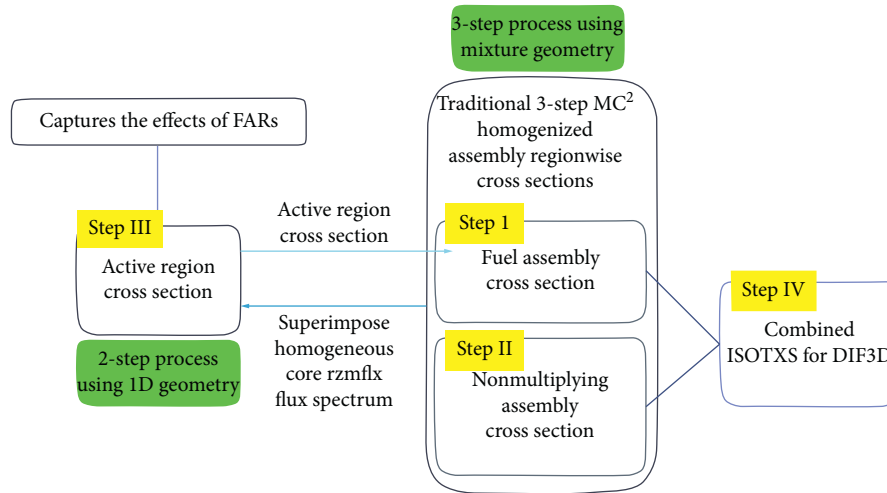 3-step process using
mixture geometry
Traditional 3-step MC²
homogenized
assembly regionwise
cross sections
Captures the effects of FARs
Step III
Active region
cross section
2-step process
using 1D geometry
Active region
cross section
Superimpose
homogeneous
core rzmflx
flux spectrum
Step 1
Fuel assembly
cross section
Step II
Nonmultiplying
assembly
cross section
Step IV
Combined
ISOTXS for DIF3D